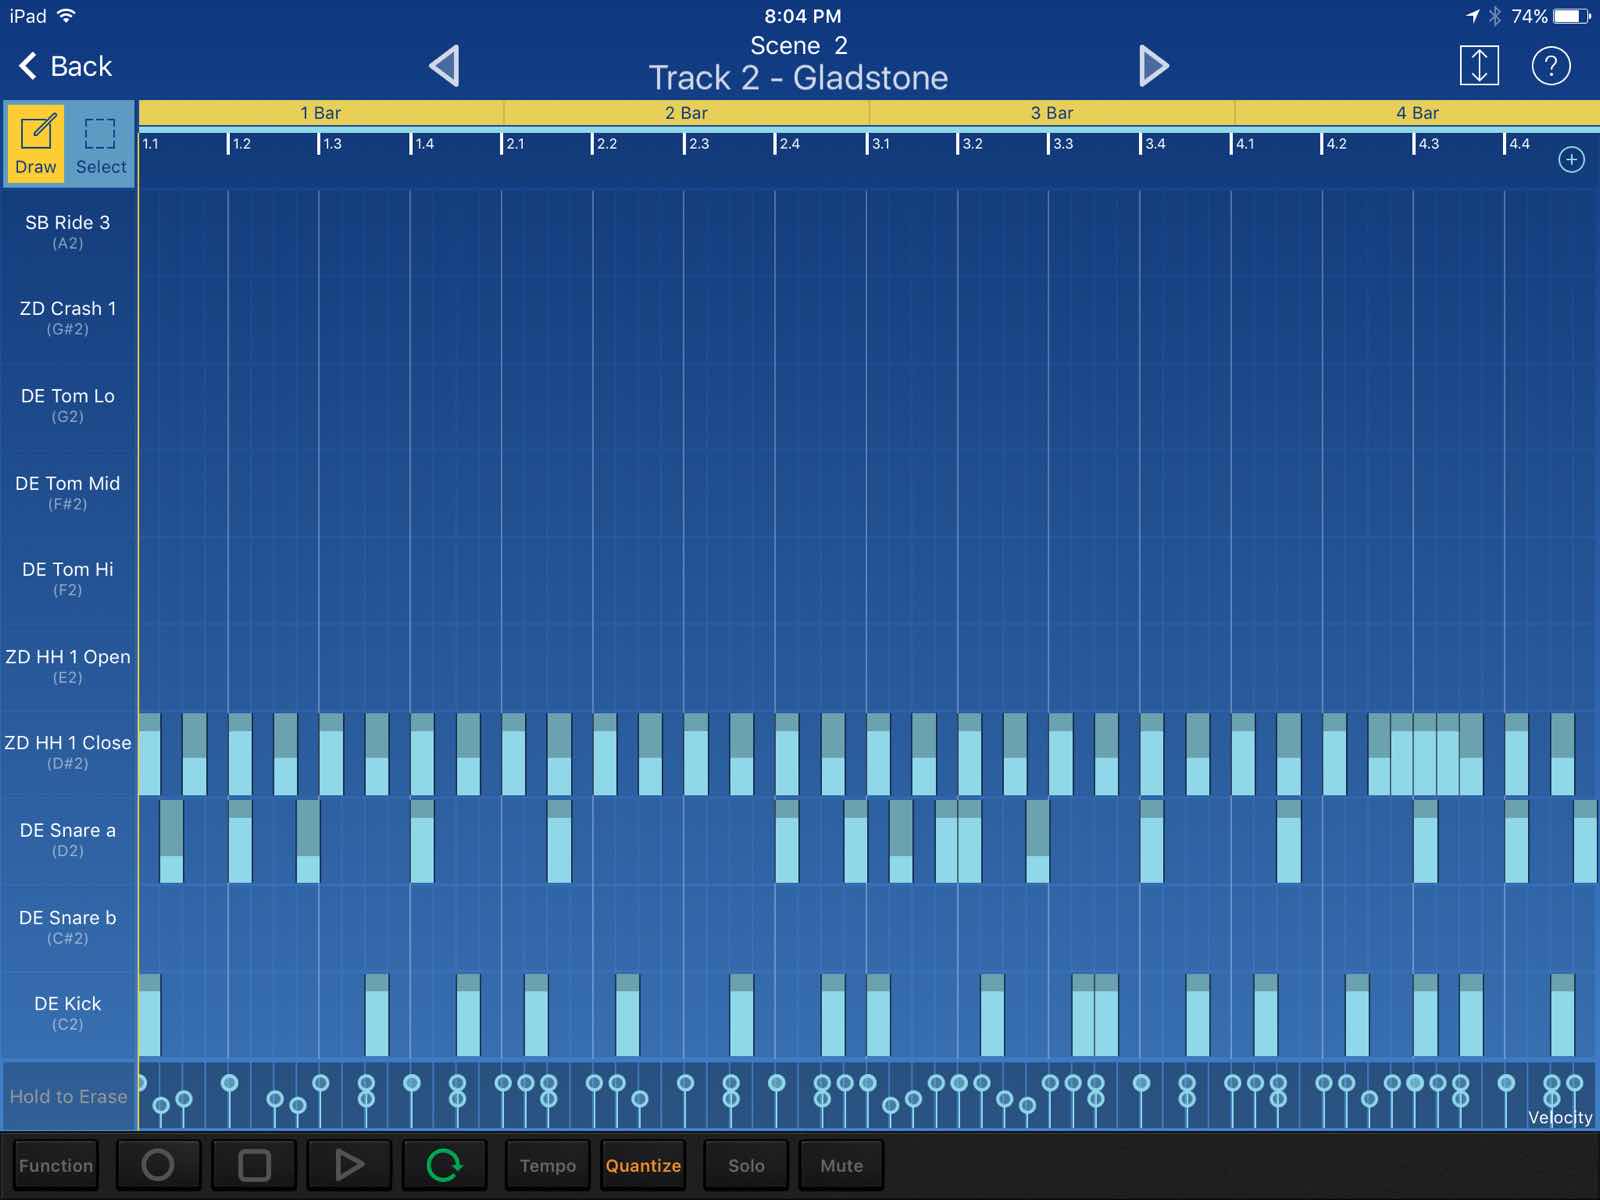 iPad 8:04 PM 74%
Back
Scene 2
Track 2 - Gladstone
?
Draw Select
1 Bar 2 Bar 3 Bar 4 Bar
1.1 1.2 1.3 1.4 2.1 2.2 2.3 2.4 3.1 3.2 3.3 3.4 4.1 4.2 4.3 4.4
SB Ride 3
(A2)
ZD Crash 1
(G#2)
DE Tom Lo
(G2)
DE Tom Mid
(F#2)
DE Tom Hi
(F2)
ZD HH 1 Open
(E2)
ZD HH 1 Close
(D#2)
DE Snare a
(D2)
DE Snare b
(C#2)
DE Kick
(C2)
Hold to Erase
Velocity
Function Tempo Quantize Solo Mute